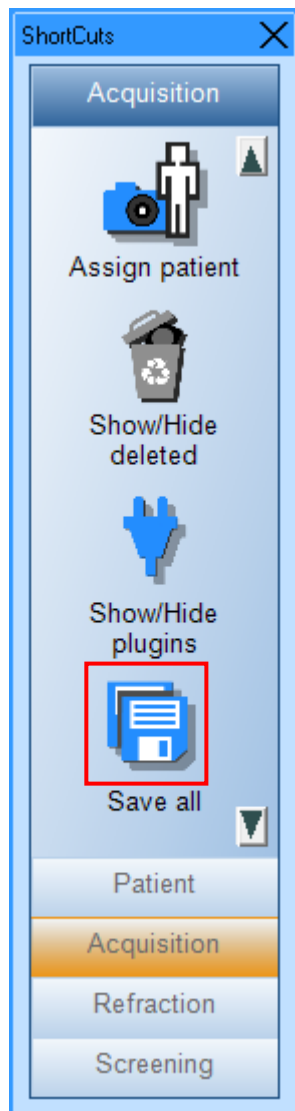 ShortCuts
Acquisition
Assign patient
Show/Hide
deleted
Show/Hide
plugins
Save all
Patient
Acquisition
Refraction
Screening